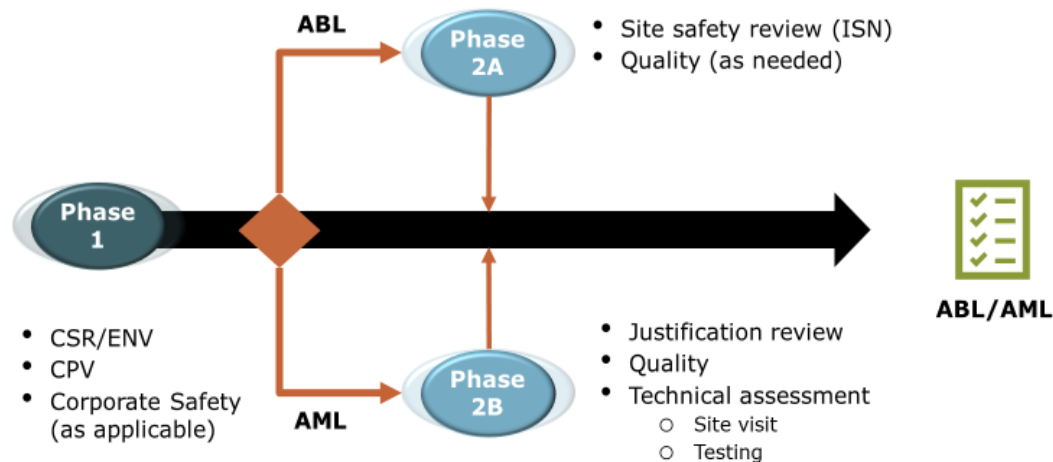 ABL
Phase
2A
• Site safety review (ISN)
• Quality (as needed)
Phase
1
ABL/AML
• CSR/ENV
• CPV
• Corporate Safety
(as applicable)
AML
Phase
2B
• Justification review
• Quality
• Technical assessment
○ Site visit
○ Testing